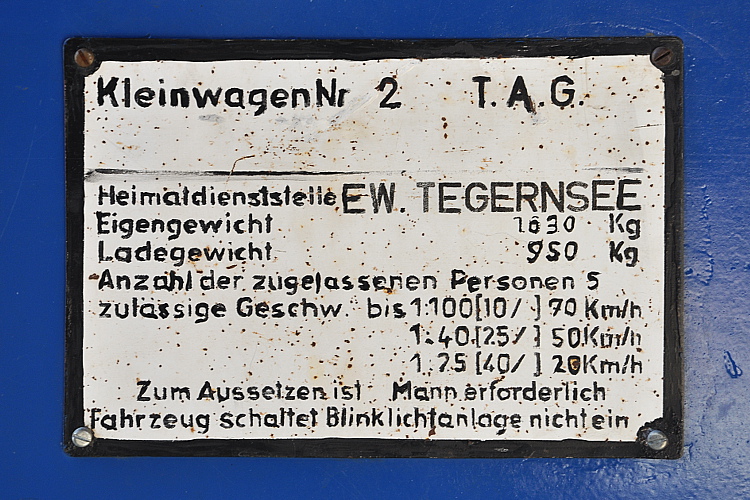 Kleinwagen Nr 2 T.A.G.
Heimatdienststelle EW. TEGERNSEE
Eigengewicht 1630 Kg
Ladegewicht 950 Kg
Anzahl der zugelassenen Personen 5
zulässige Geschw. bis 1:100 [10/ ] 70 Km/h
1:40 [25/ ] 50 Km/h
1:25 [40/ ] 20 Km/h
Zum Aussetzen ist Mann erforderlich
Fahrzeug schaltet Blinklichtanlage nicht ein